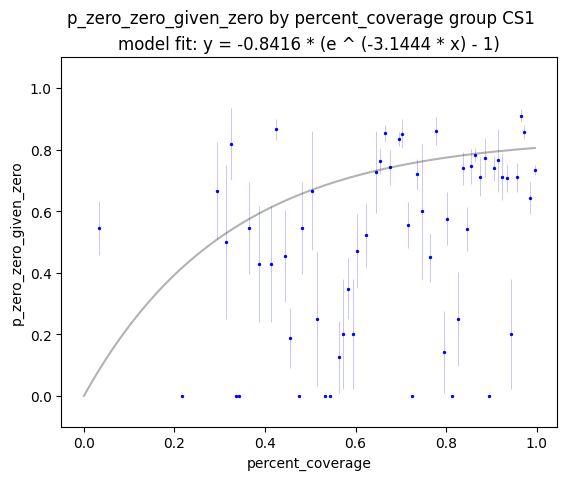 p_zero_zero_given_zero by percent_coverage group CS1
model fit: y = -0.8416 * (e ^ (-3.1444 * x) - 1)
1.0
0.8
0.6
0.4
0.2
0.0
p_zero_zero_given_zero
0.0 0.2 0.4 0.6 0.8 1.0
percent_coverage